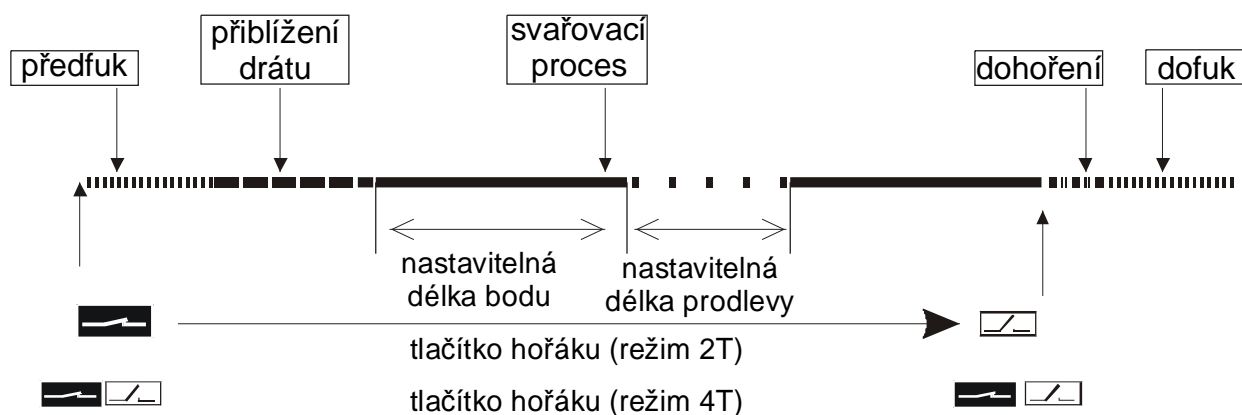 předfuk
přiblížení
drátu
svařovací
proces
dohoření
dofuk
nastavitelná
délka bodu
nastavitelná
délka prodlevy
tlačítko hořáku (režim 2T)
tlačítko hořáku (režim 4T)